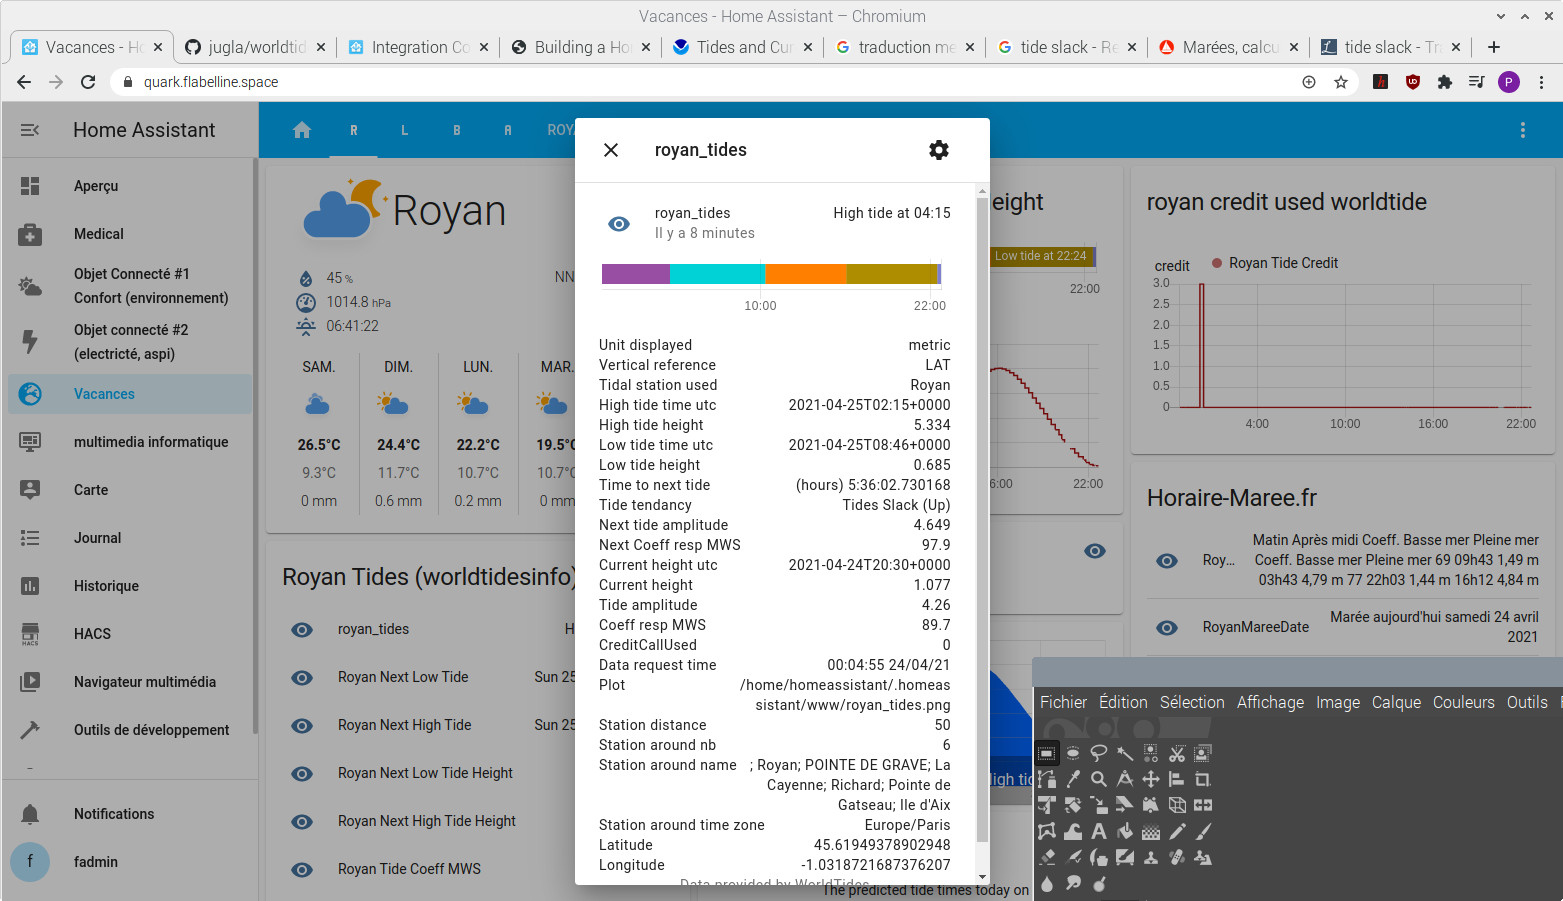 Vacances - Home Assistant – Chromium
Vacances - Ho
jugla/worldtid
Integration Co
Building a Ho
Tides and Cur
traduction me
tide slack - Re
Marées, calcu
tide slack - Tra
quark.flabelline.space
P
Home Assistant
R
L
B
A
ROYA
Aperçu
Medical
Objet Connecté #1
Confort (environnement)
Objet connecté #2
(electricté, aspi)
Vacances
multimedia informatique
Carte
Journal
Historique
HACS
Navigateur multimédia
Outils de développement
Notifications
f
fadmin
Royan
45 %
NN
1014.8 hPa
06:41:22
SAM.
DIM.
LUN.
MAR.
26.5°C
24.4°C
22.2°C
19.5°C
9.3°C
11.7°C
10.7°C
10.7°C
0 mm
0.6 mm
0.2 mm
0 mm
Royan Tides (worldtidesinfo)
royan_tides
H
Royan Next Low Tide
Sun 25
Royan Next High Tide
Sun 25
Royan Next Low Tide Height
Royan Next High Tide Height
Royan Tide Coeff MWS
royan_tides
royan_tides
High tide at 04:15
Il y a 8 minutes
10:00
22:00
Unit displayed metric
Vertical reference LAT
Tidal station used Royan
High tide time utc 2021-04-25T02:15+0000
High tide height 5.334
Low tide time utc 2021-04-25T08:46+0000
Low tide height 0.685
Time to next tide (hours) 5:36:02.730168
Tide tendancy Tides Slack (Up)
Next tide amplitude 4.649
Next Coeff resp MWS 97.9
Current height utc 2021-04-24T20:30+0000
Current height 1.077
Tide amplitude 4.26
Coeff resp MWS 89.7
CreditCallUsed 0
Data request time 00:04:55 24/04/21
Plot /home/homeassistant/.homeas
sistant/www/royan_tides.png
Station distance 50
Station around nb 6
Station around name ; Royan; POINTE DE GRAVE; La
Cayenne; Richard; Pointe de
Gatseau; Ile d'Aix
Station around time zone Europe/Paris
Latitude 45.61949378902948
Longitude -1.0318721687376207
Data provided by WorldTides
eight
Low tide at 22:24
22:00
6:00
22:00
High tid
The predicted tide times today on
royan credit used worldtide
credit
Royan Tide Credit
3.0
2.5
2.0
1.5
1.0
0.5
0
4:00
10:00
16:00
22:00
Horaire-Maree.fr
Roy...
Matin Après midi Coeff. Basse mer Pleine mer
Coeff. Basse mer Pleine mer 69 09h43 1,49 m
03h43 4,79 m 77 22h03 1,44 m 16h12 4,84 m
RoyanMareeDate
Marée aujourd'hui samedi 24 avril
2021
Fichier Édition Sélection Affichage Image Calque Couleurs Outils